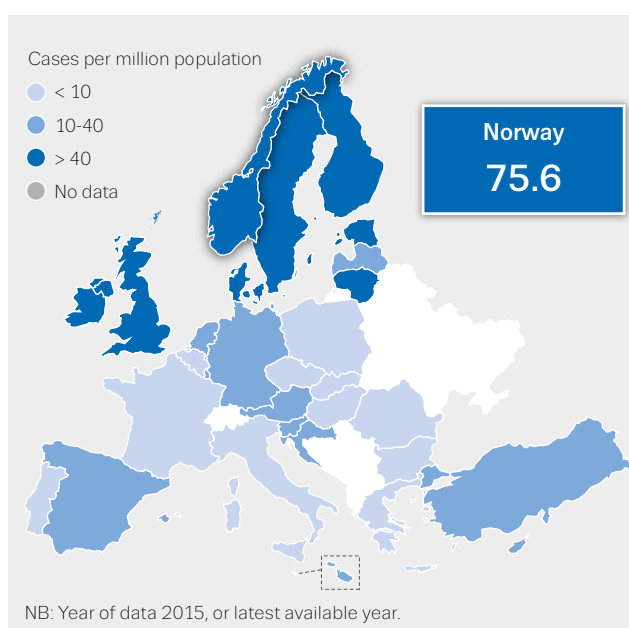 Cases per million population
< 10
10-40
> 40
No data
Norway
75.6
NB: Year of data 2015, or latest available year.